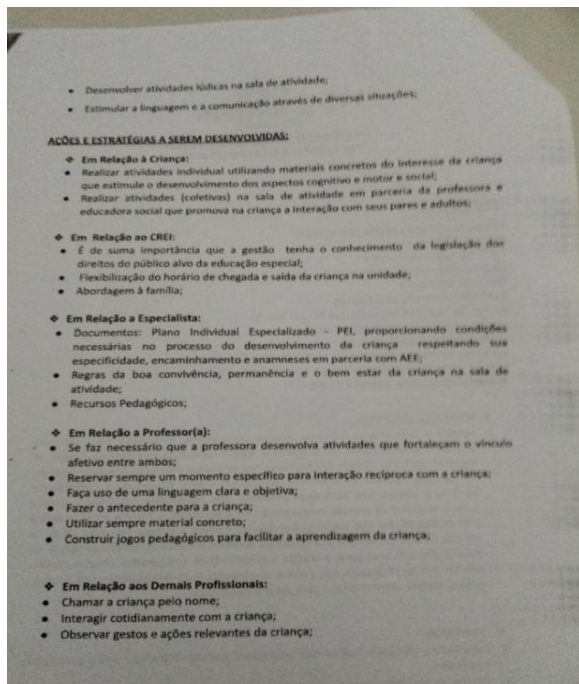 • Desenvolver atividades lúdicas na sala de atividade;
• Estimular a linguagem e a comunicação através de diversas situações;
AÇÕES E ESTRATÉGIAS A SEREM DESENVOLVIDAS:
❖ Em Relação à Criança:
• Realizar atividades individual utilizando materiais concretos do interesse da criança
que estimule o desenvolvimento dos aspectos cognitivo e motor e social;
• Realizar atividades (coletivas) na sala de atividade em parceria da professora e
educadora social que promova na criança a interação com seus pares e adultos;
❖ Em Relação ao CREI:
• É de suma importância que a gestão tenha o conhecimento da legislação dos
direitos do público alvo da educação especial;
• Flexibilização do horário de chegada e saída da criança na unidade;
• Abordagem à família;
❖ Em Relação a Especialista:
• Documentos: Plano Individual Especializado - PEI, proporcionando condições
necessárias no processo do desenvolvimento da criança respeitando sua
especificidade, encaminhamento e anamneses em parceria com AEE;
• Regras da boa convivência, permanência e o bem estar da criança na sala de
atividade;
• Recursos Pedagógicos;
❖ Em Relação a Professor(a):
• Se faz necessário que a professora desenvolva atividades que fortaleçam o vínculo
afetivo entre ambos;
• Reservar sempre um momento específico para interação recíproca com a criança;
• Faça uso de uma linguagem clara e objetiva;
• Fazer o antecedente para a criança;
• Utilizar sempre material concreto;
• Construir jogos pedagógicos para facilitar a aprendizagem da criança;
❖ Em Relação aos Demais Profissionais:
• Chamar a criança pelo nome;
• Interagir cotidianamente com a criança;
• Observar gestos e ações relevantes da criança;